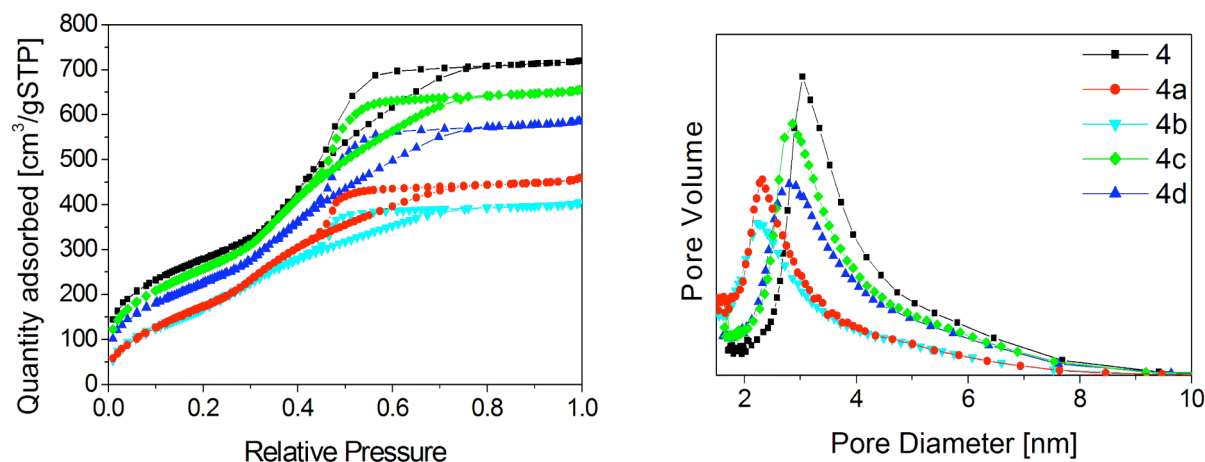 Quantity adsorbed [cm³/gSTP]
800
700
600
500
400
300
200
100
0
0.0 0.2 0.4 0.6 0.8 1.0
Relative Pressure
Pore Volume
4
4a
4b
4c
4d
2 4 6 8 10
Pore Diameter [nm]